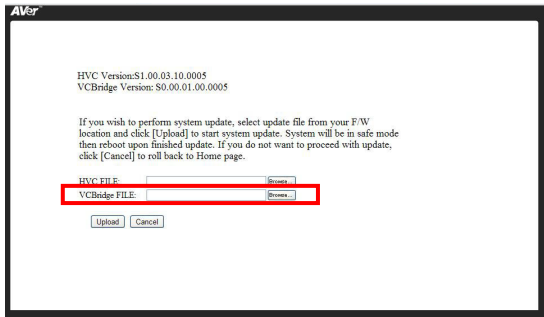 AVer
HVC Version:S1.00.03.10.0005
VCBridge Version: S0.00.01.00.0005
If you wish to perform system update, select update file from your F/W
location and click [Upload] to start system update. System will be in safe mode
then reboot upon finished update. If you do not want to proceed with update,
click [Cancel] to roll back to Home page.
HVC FILE: Browse...
VCBridge FILE: Browse...
Upload Cancel